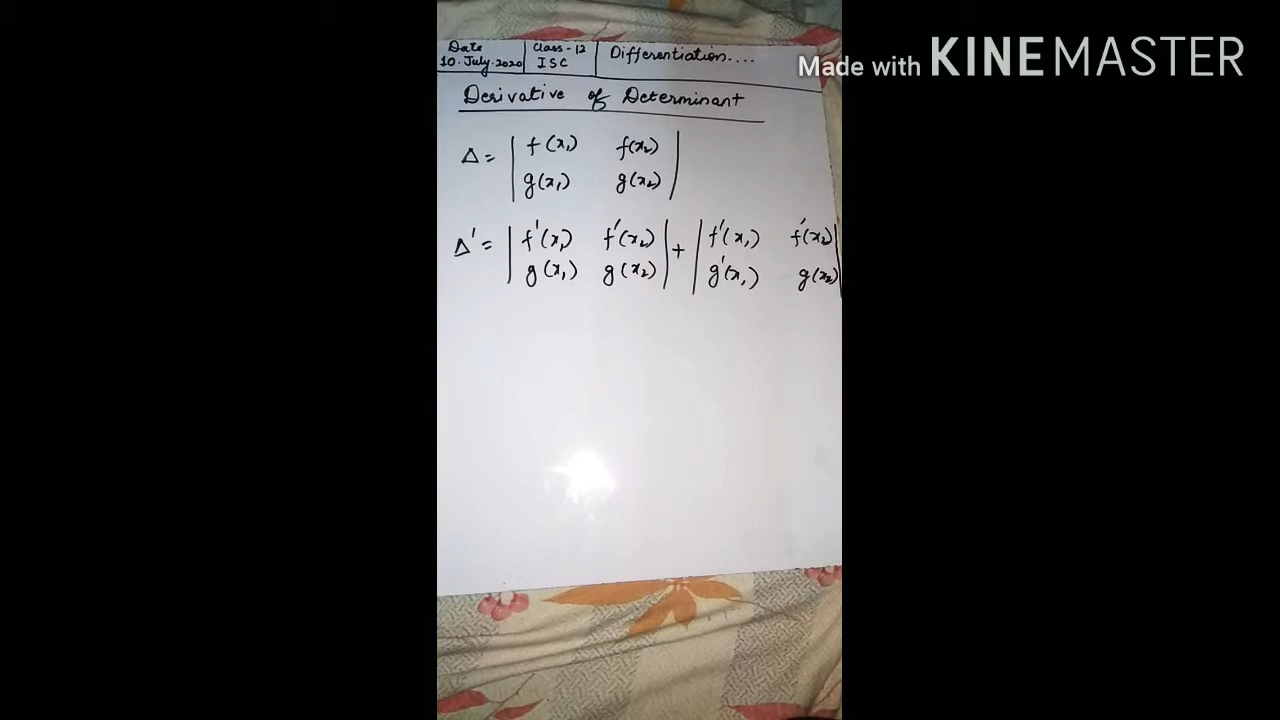 Made with KINEMASTER
Date
10.July.2020
Class-12
ISC
Differentiation....
Derivative of Determinant
Δ = | f(x₁) f(x₂) |
| g(x₁) g(x₂) |
Δ' = | f'(x₁) f'(x₂) | + | f'(x₁) f'(x₂) |
| g(x₁) g(x₂) | | g'(x₁) g(x₂) |